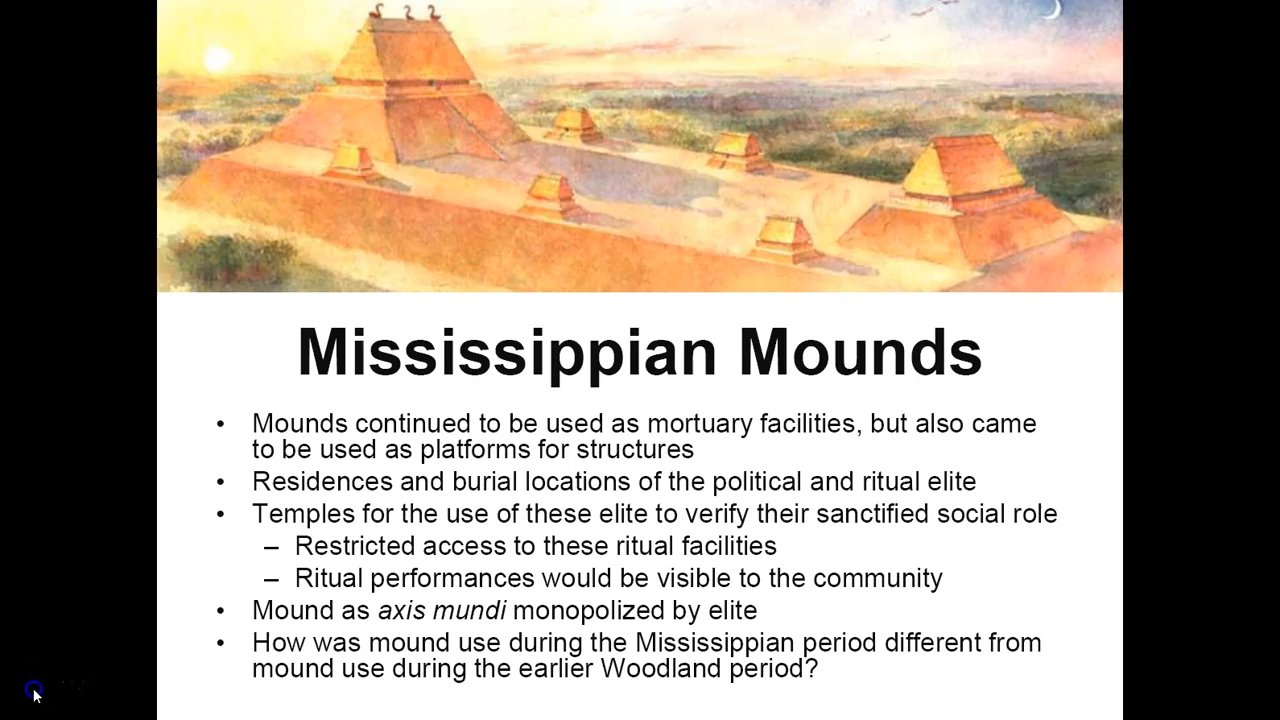 Mississippian Mounds
• Mounds continued to be used as mortuary facilities, but also came
to be used as platforms for structures
• Residences and burial locations of the political and ritual elite
• Temples for the use of these elite to verify their sanctified social role
– Restricted access to these ritual facilities
– Ritual performances would be visible to the community
• Mound as axis mundi monopolized by elite
• How was mound use during the Mississippian period different from
mound use during the earlier Woodland period?